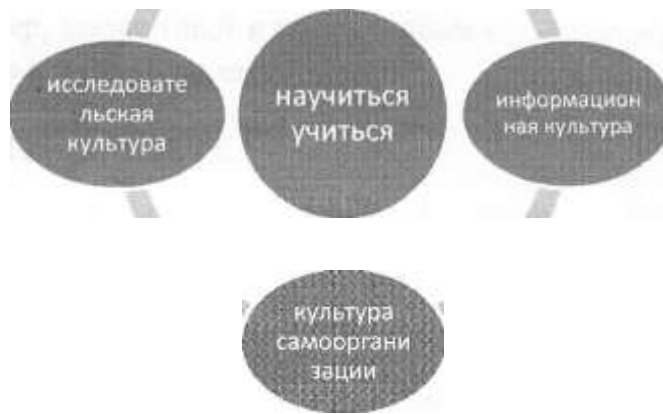 исследовате
льская
культура
научиться
учиться
информацион
ная культура
культура
самооргани
зации